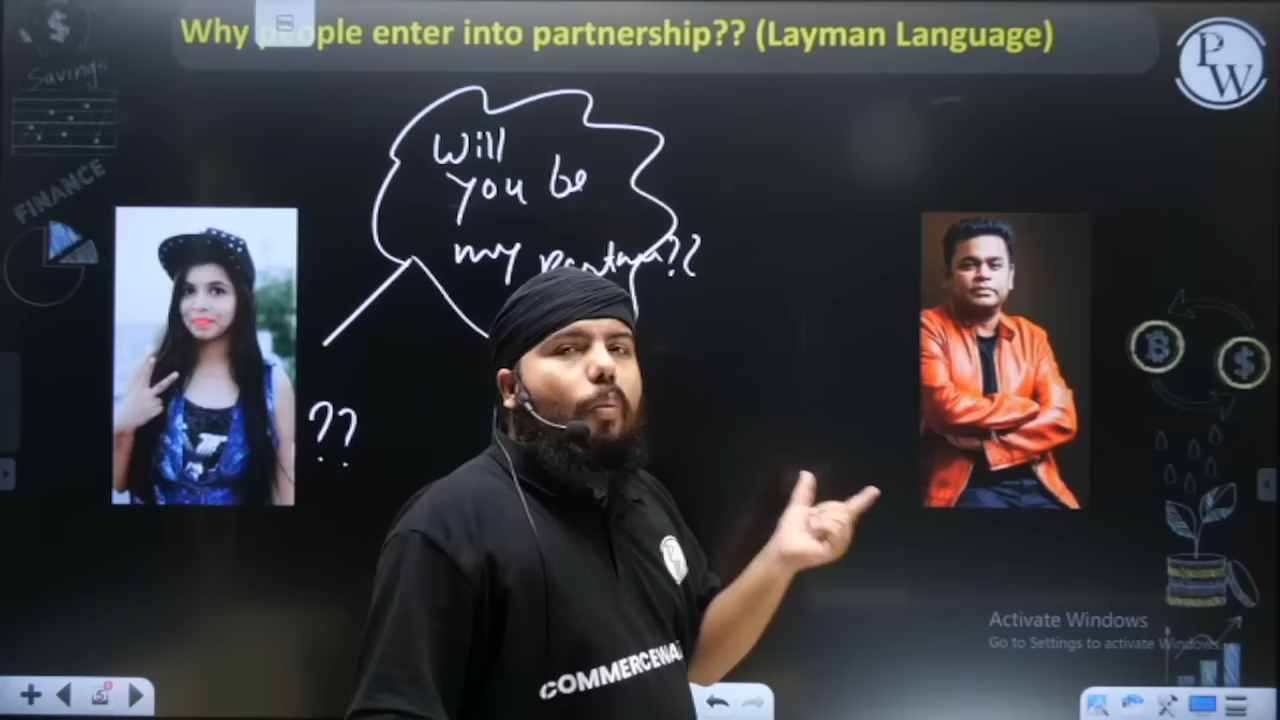 Why people enter into partnership?? (Layman Language)
PW
Savings
FINANCE
Will
you be
my partner??
??
COMMERCEWA
Activate Windows
Go to Settings to activate Windows.